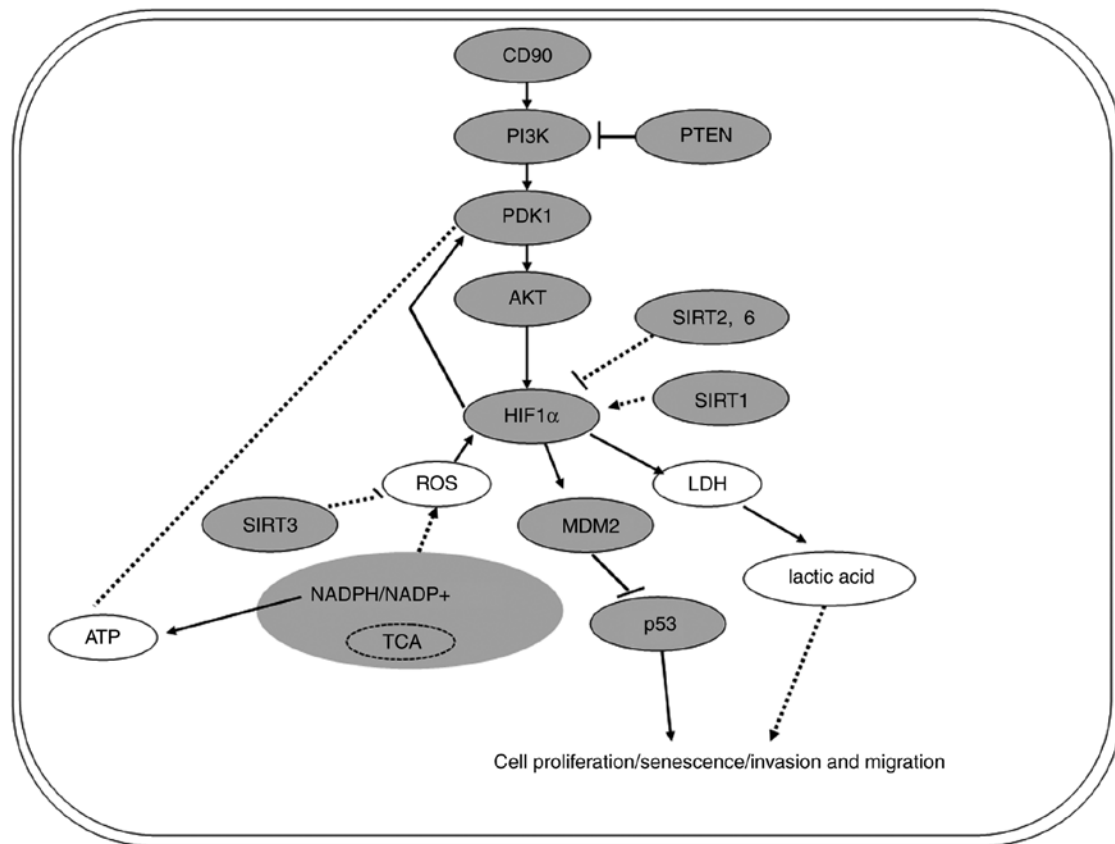 CD90
PI3K
PTEN
PDK1
AKT
SIRT2, 6
SIRT1
HIF1α
ROS
LDH
SIRT3
MDM2
lactic acid
NADPH/NADP+
ATP
TCA
p53
Cell proliferation/senescence/invasion and migration